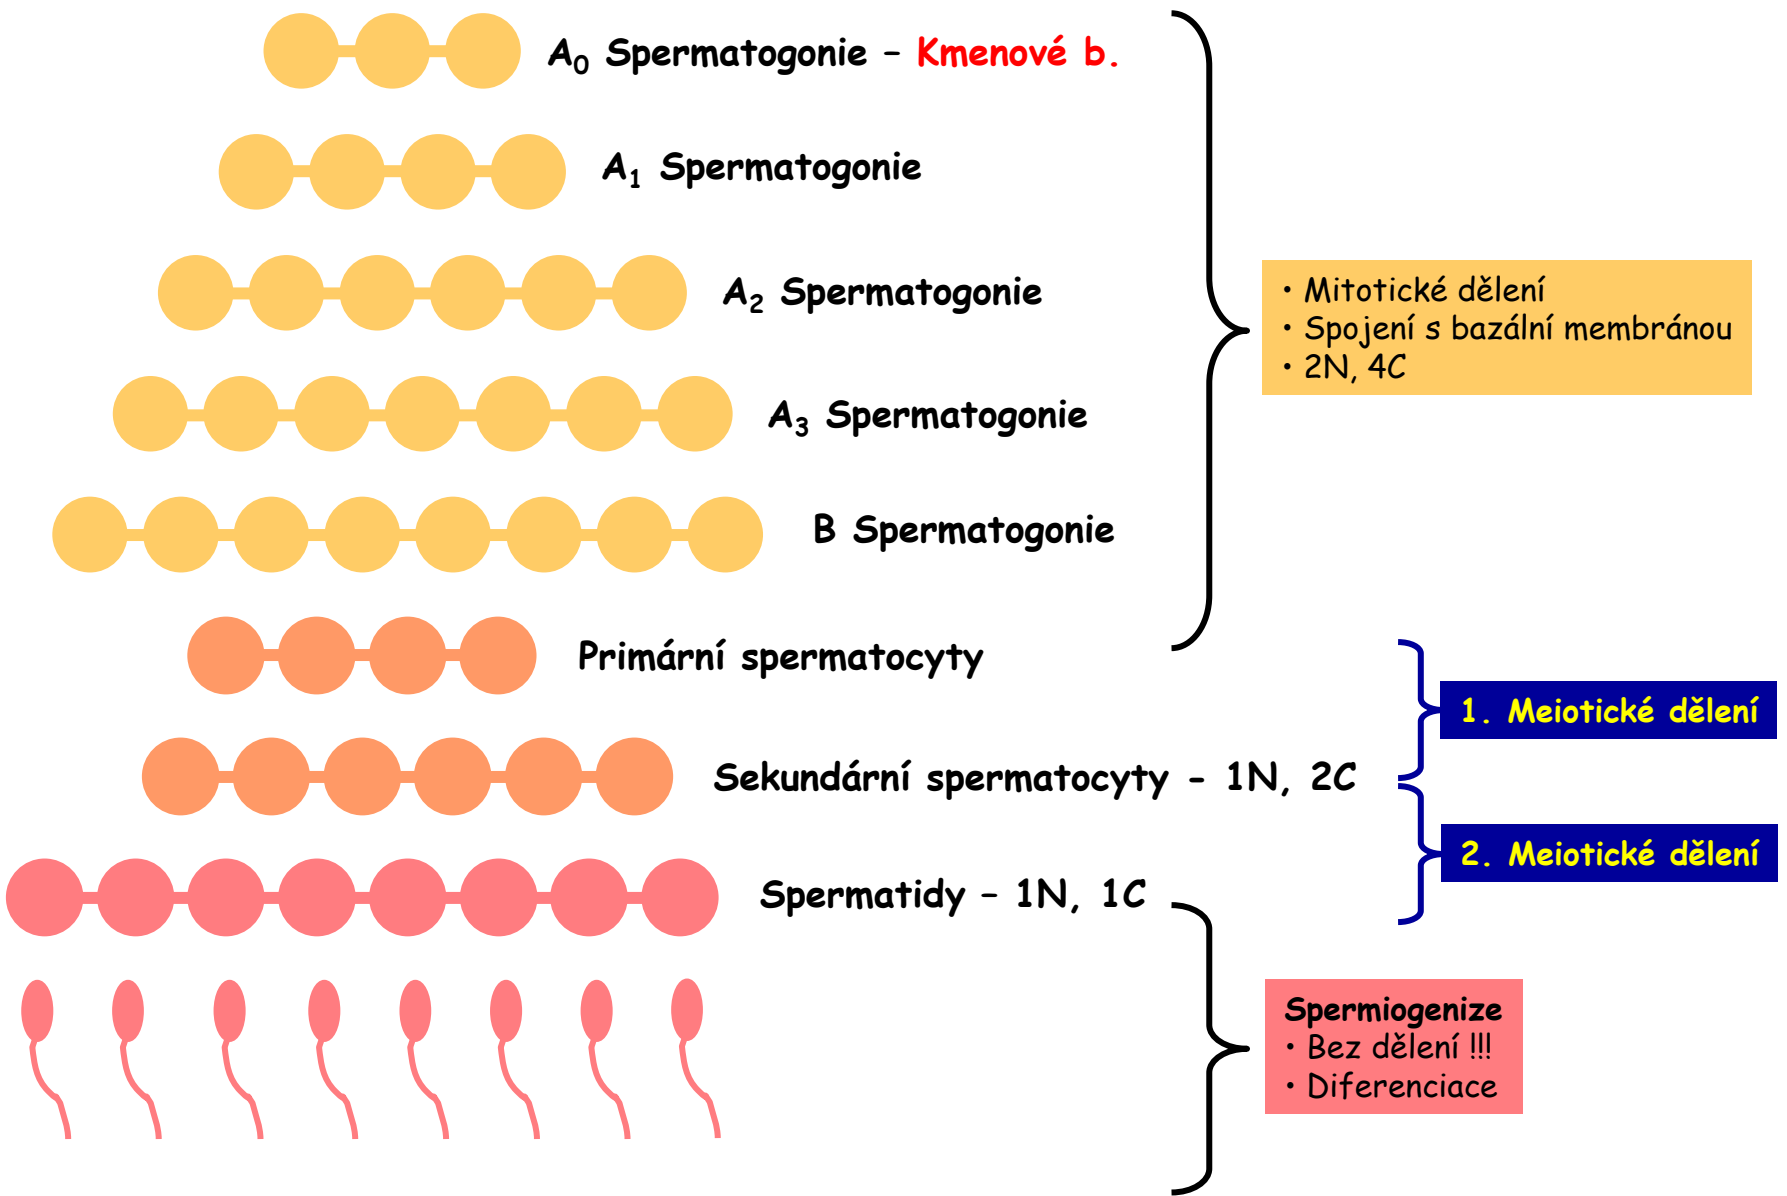 A₀ Spermatogonie – Kmenové b.
A₁ Spermatogonie
A₂ Spermatogonie
• Mitotické dělení
• Spojení s bazální membránou
• 2N, 4C
A₃ Spermatogonie
B Spermatogonie
Primární spermatocyty
1. Meiotické dělení
Sekundární spermatocyty - 1N, 2C
2. Meiotické dělení
Spermatidy – 1N, 1C
Spermiogenize
• Bez dělení !!!
• Diferenciace